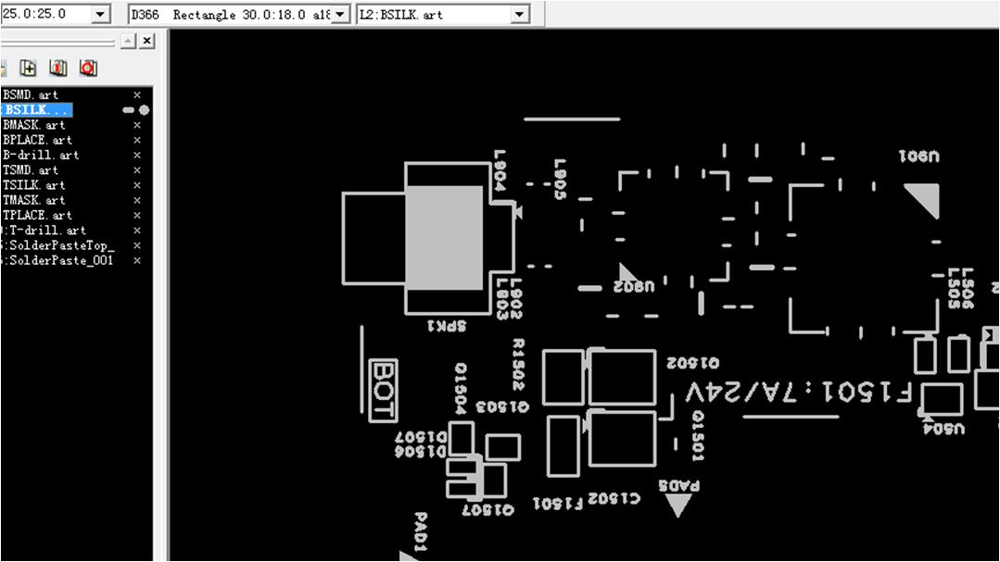 25.0:25.0
D366 Rectangle 30.0:18.0 a18
L2:BSILK.art
BSMD.art
:BSILK...
BMASK.art
BPLACE.art
B-drill.art
TSMD.art
TSILK.art
TMASK.art
TPLACE.art
:T-drill.art
:SolderPasteTop_
:SolderPaste_001
L904
L905
U901
U902
L903
L902
L505
L506
SPK1
R1502
Q1502
BOT
Q1504
Q1503
F1501:7A/24V
Q1501
U504
D1507
D1506
PAD5
Q1507
F1501
C1502
PAD1